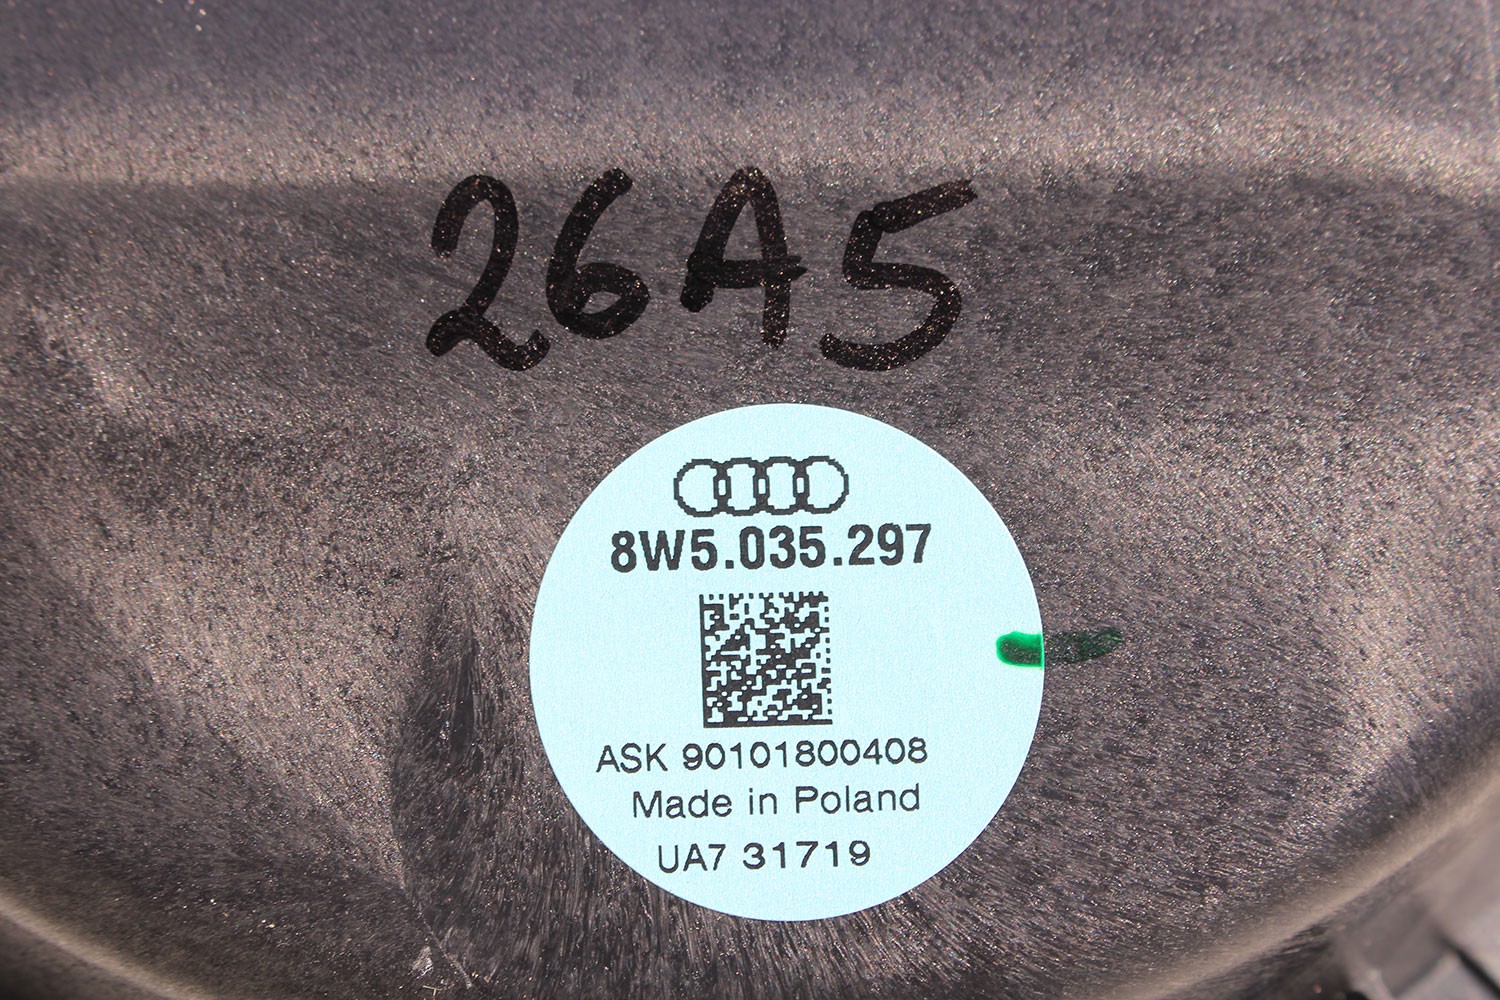 26A5
8W5.035.297
ASK 90101800408
Made in Poland
UA7 31719